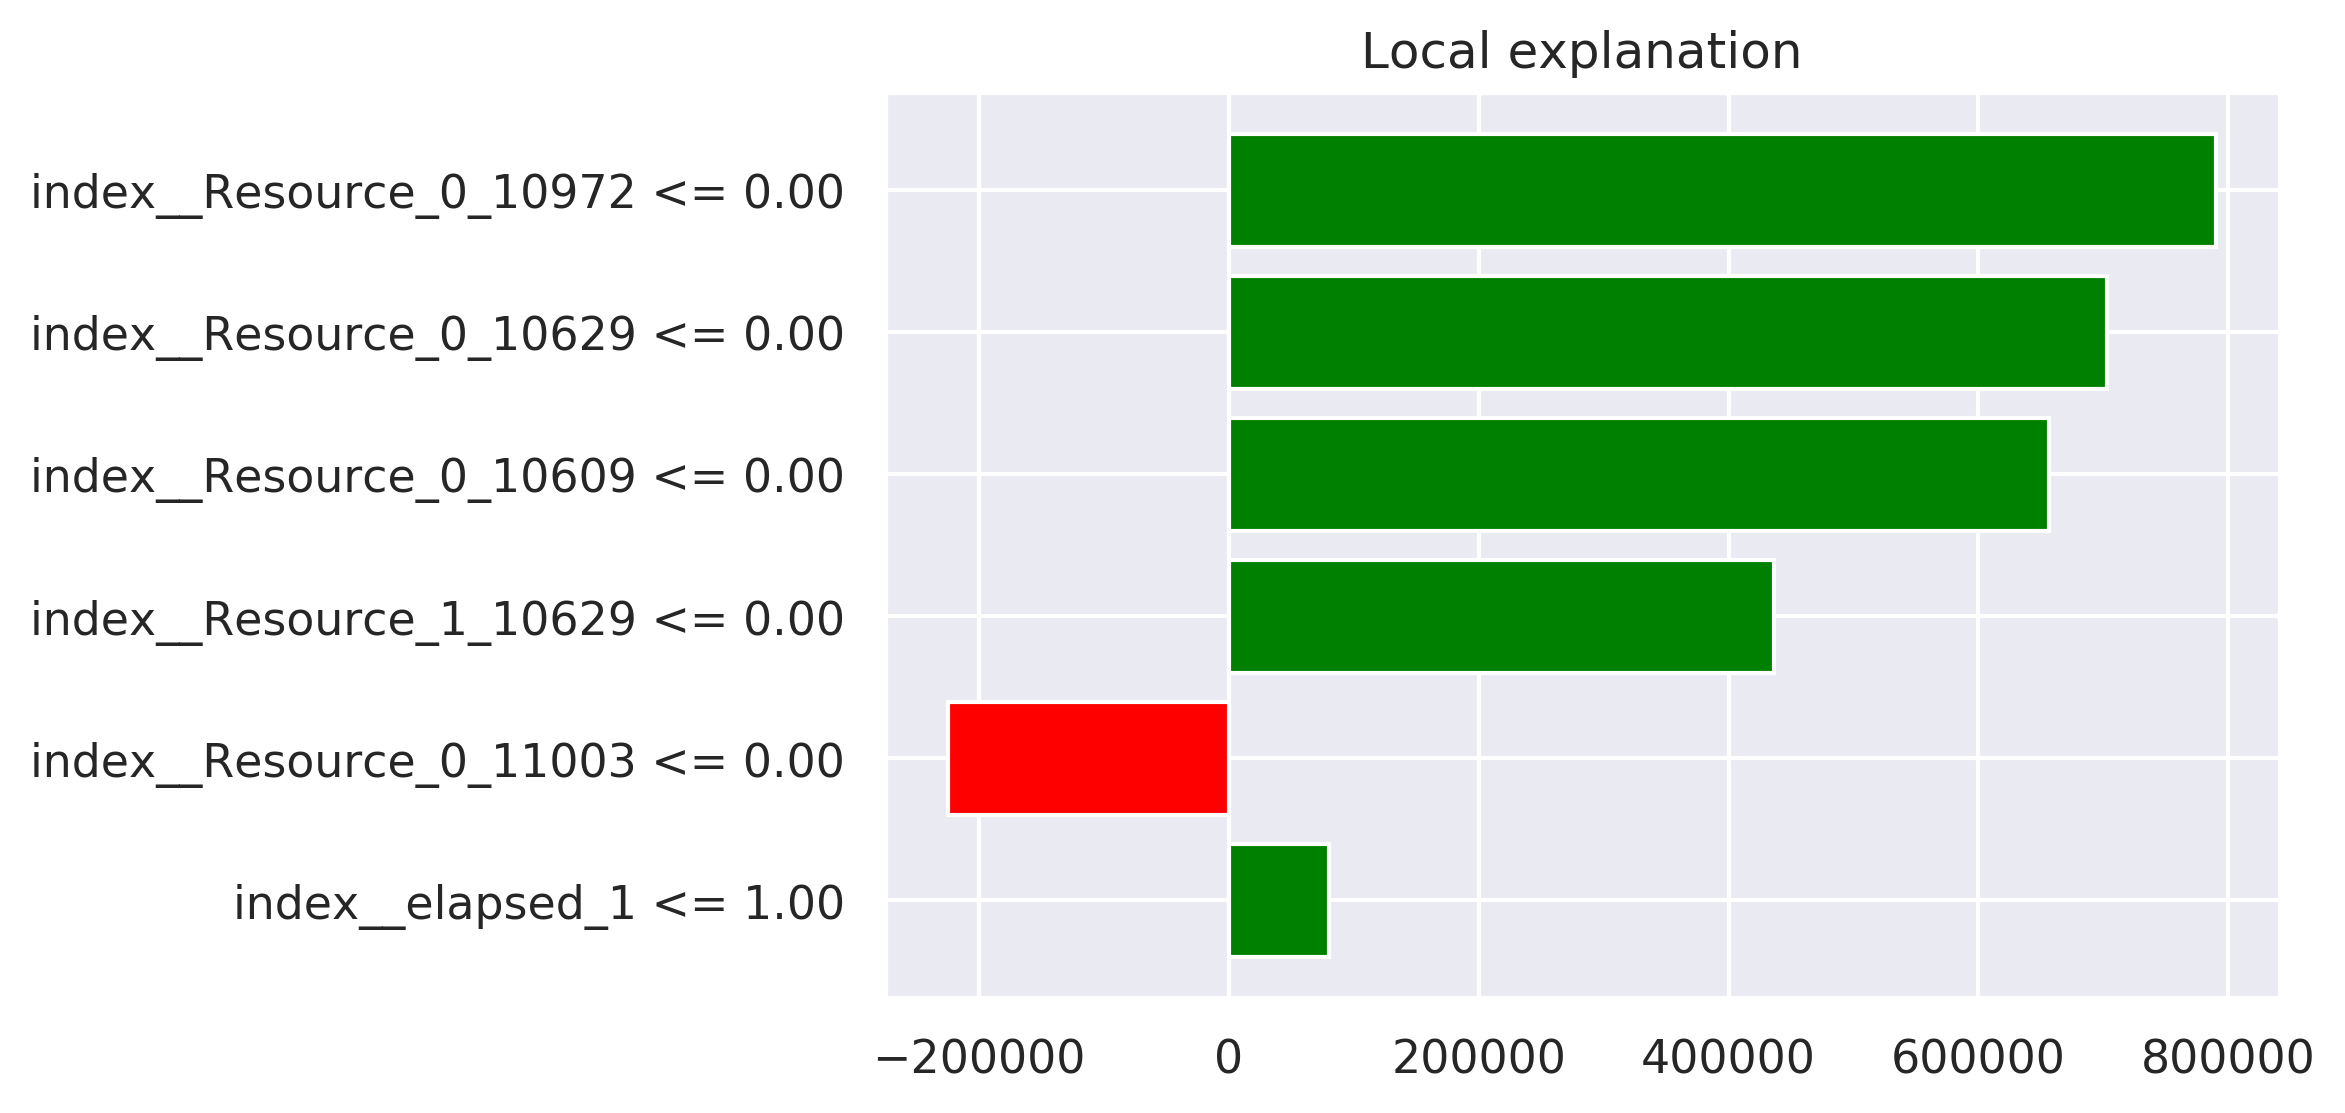 Local explanation
index__Resource_0_10972 <= 0.00
index__Resource_0_10629 <= 0.00
index__Resource_0_10609 <= 0.00
index__Resource_1_10629 <= 0.00
index__Resource_0_11003 <= 0.00
index__elapsed_1 <= 1.00
−200000 0 200000 400000 600000 800000